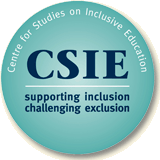 Centre for Studies on Inclusive Education
CSIE
supporting inclusion
challenging exclusion